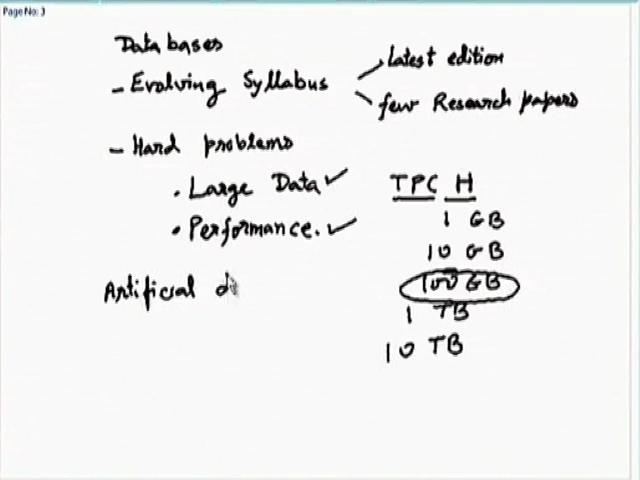 Page No: 3
Databases
- Evolving Syllabus
latest edition
few Research papers
- Hard problems
. Large Data ✓
. Performance. ✓
Artificial d
TPC H
1 GB
10 GB
100 GB
1 TB
10 TB